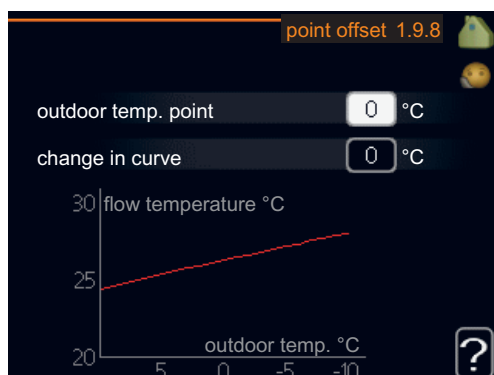 point offset 1.9.8
outdoor temp. point 0 °C
change in curve 0 °C
30 flow temperature °C
25
outdoor temp. °C
20
5 0 -5 -10
?